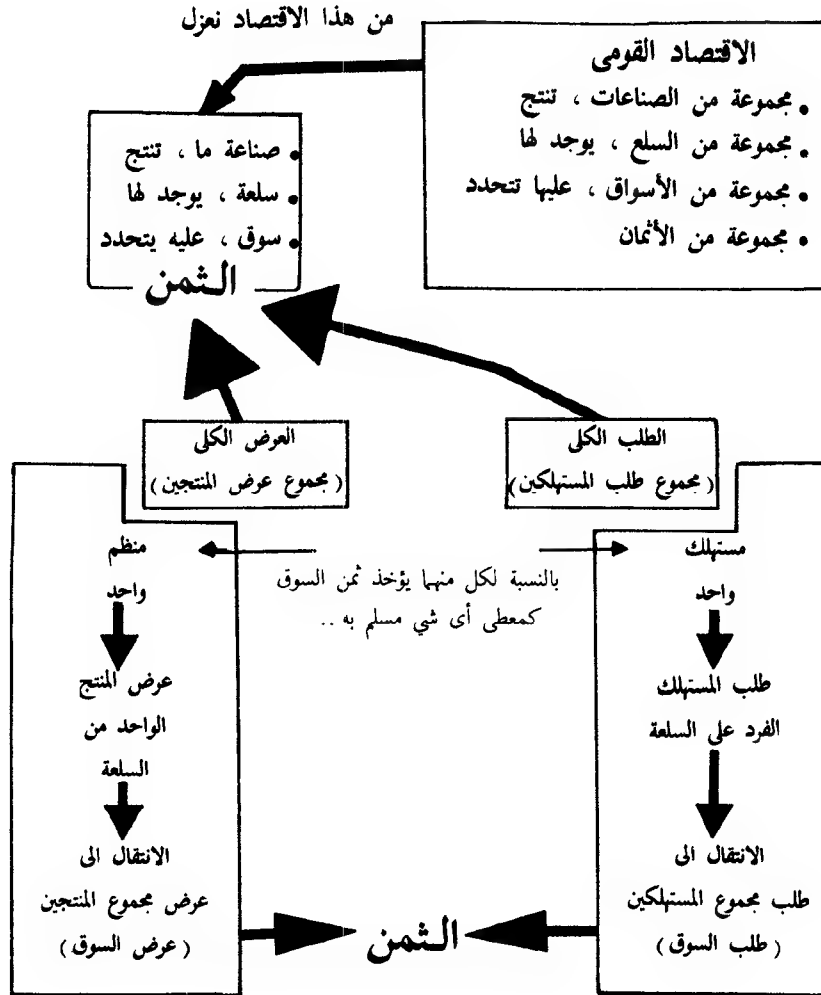 من هذا الاقتصاد نعزل
الاقتصاد القومى
• مجموعة من الصناعات ، تنتج
• مجموعة من السلع ، يوجد لها
• مجموعة من الأسواق ، عليها تتحدد
• مجموعة من الأثمان
• صناعة ما ، تنتج
• سلعة ، يوجد لها
• سوق ، عليه يتحدد
الثمن
الطلب الكلى
( مجموع طلب المستهلكين )
العرض الكلى
( مجموع عرض المنتجين )
مستهلك
واحد
طلب المستهلك
الفرد على السلعة
الانتقال الى
طلب مجموع المستهلكين
( طلب السوق )
بالنسبة لكل منهما يؤخذ ثمن السوق
كمعطى أى شي مسلم به ..
منظم
واحد
عرض المنتج
الواحد من
السلعة
الانتقال الى
عرض مجموع المنتجين
( عرض السوق )
الثمن